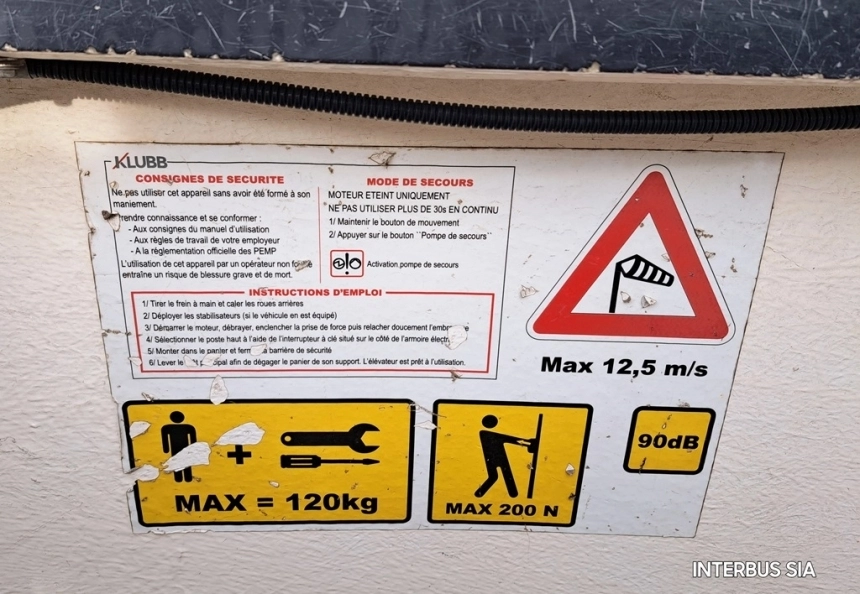 KLUBB
CONSIGNES DE SECURITE
Ne pas utiliser cet appareil sans avoir été formé à son
maniement.
Prendre connaissance et se conformer :
- Aux consignes du manuel d'utilisation
- Aux règles de travail de votre employeur
- A la réglementation officielle des PEMP
L'utilisation de cet appareil par un opérateur non formé
entraîne un risque de blessure grave et de mort.
MODE DE SECOURS
MOTEUR ETEINT UNIQUEMENT
NE PAS UTILISER PLUS DE 30s EN CONTINU
1/ Maintenir le bouton de mouvement
2/ Appuyer sur le bouton ``Pompe de secours``
Activation pompe de secours
INSTRUCTIONS D'EMPLOI
1/ Tirer le frein à main et caler les roues arrières
2/ Déployer les stabilisateurs (si le véhicule en est équipé)
3/ Démarrer le moteur, débrayer, enclencher la prise de force puis relacher doucement l'embrayage
4/ Sélectionner le poste haut à l'aide de l'interrupteur à clé situé sur le côté de l'armoire électrique
5/ Monter dans le panier et fermer la barrière de sécurité
6/ Lever le afin de dégager le panier de son support. L'élévateur est prêt à l'utilisation.
Max 12,5 m/s
+
MAX = 120kg
MAX 200 N
90dB
INTERBUS SIA